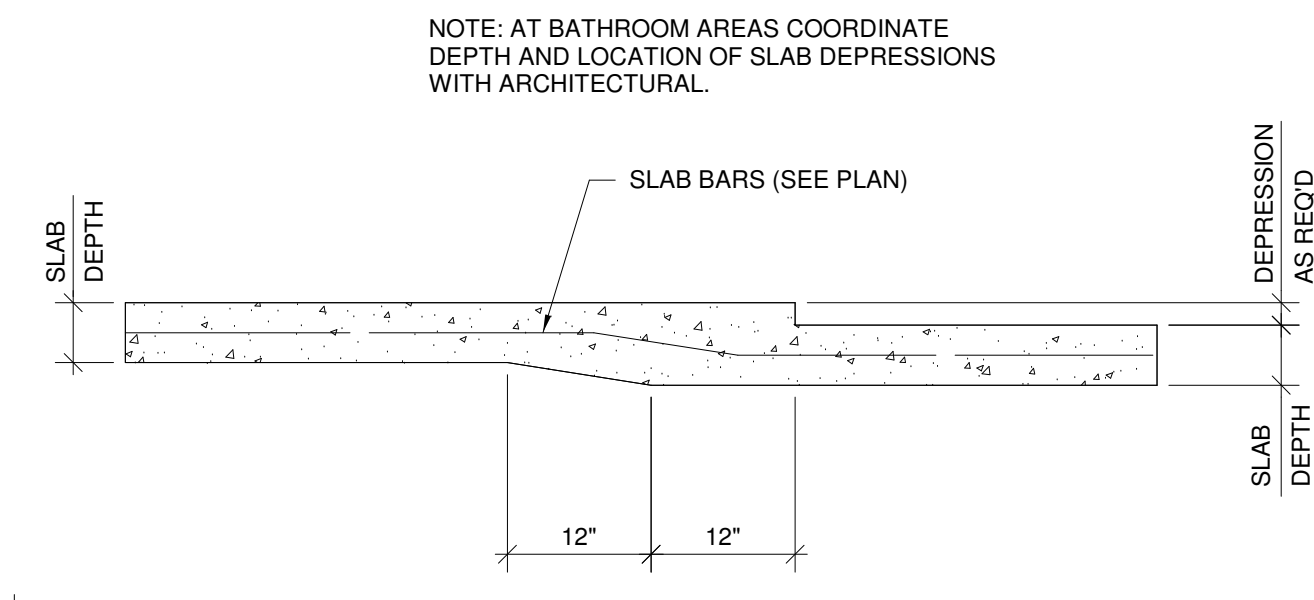 NOTE: AT BATHROOM AREAS COORDINATE
DEPTH AND LOCATION OF SLAB DEPRESSIONS
WITH ARCHITECTURAL.
SLAB BARS (SEE PLAN)
SLAB
DEPTH
DEPRESSION
AS REQ'D
SLAB
DEPTH
12"
12"